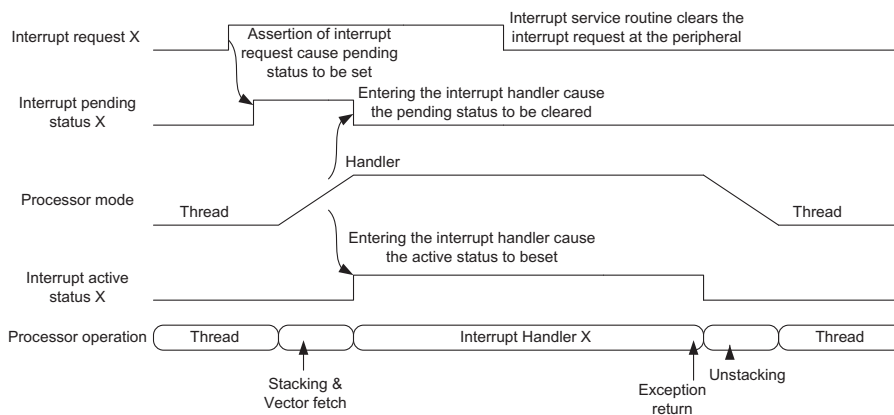 Interrupt request X
Assertion of interrupt
request cause pending
status to be set
Interrupt service routine clears the
interrupt request at the peripheral
Interrupt pending
status X
Entering the interrupt handler cause
the pending status to be cleared
Handler
Processor mode
Thread
Thread
Entering the interrupt handler cause
the active status to beset
Interrupt active
status X
Processor operation
Thread
Interrupt Handler X
Thread
Stacking &
Vector fetch
Exception
return
Unstacking